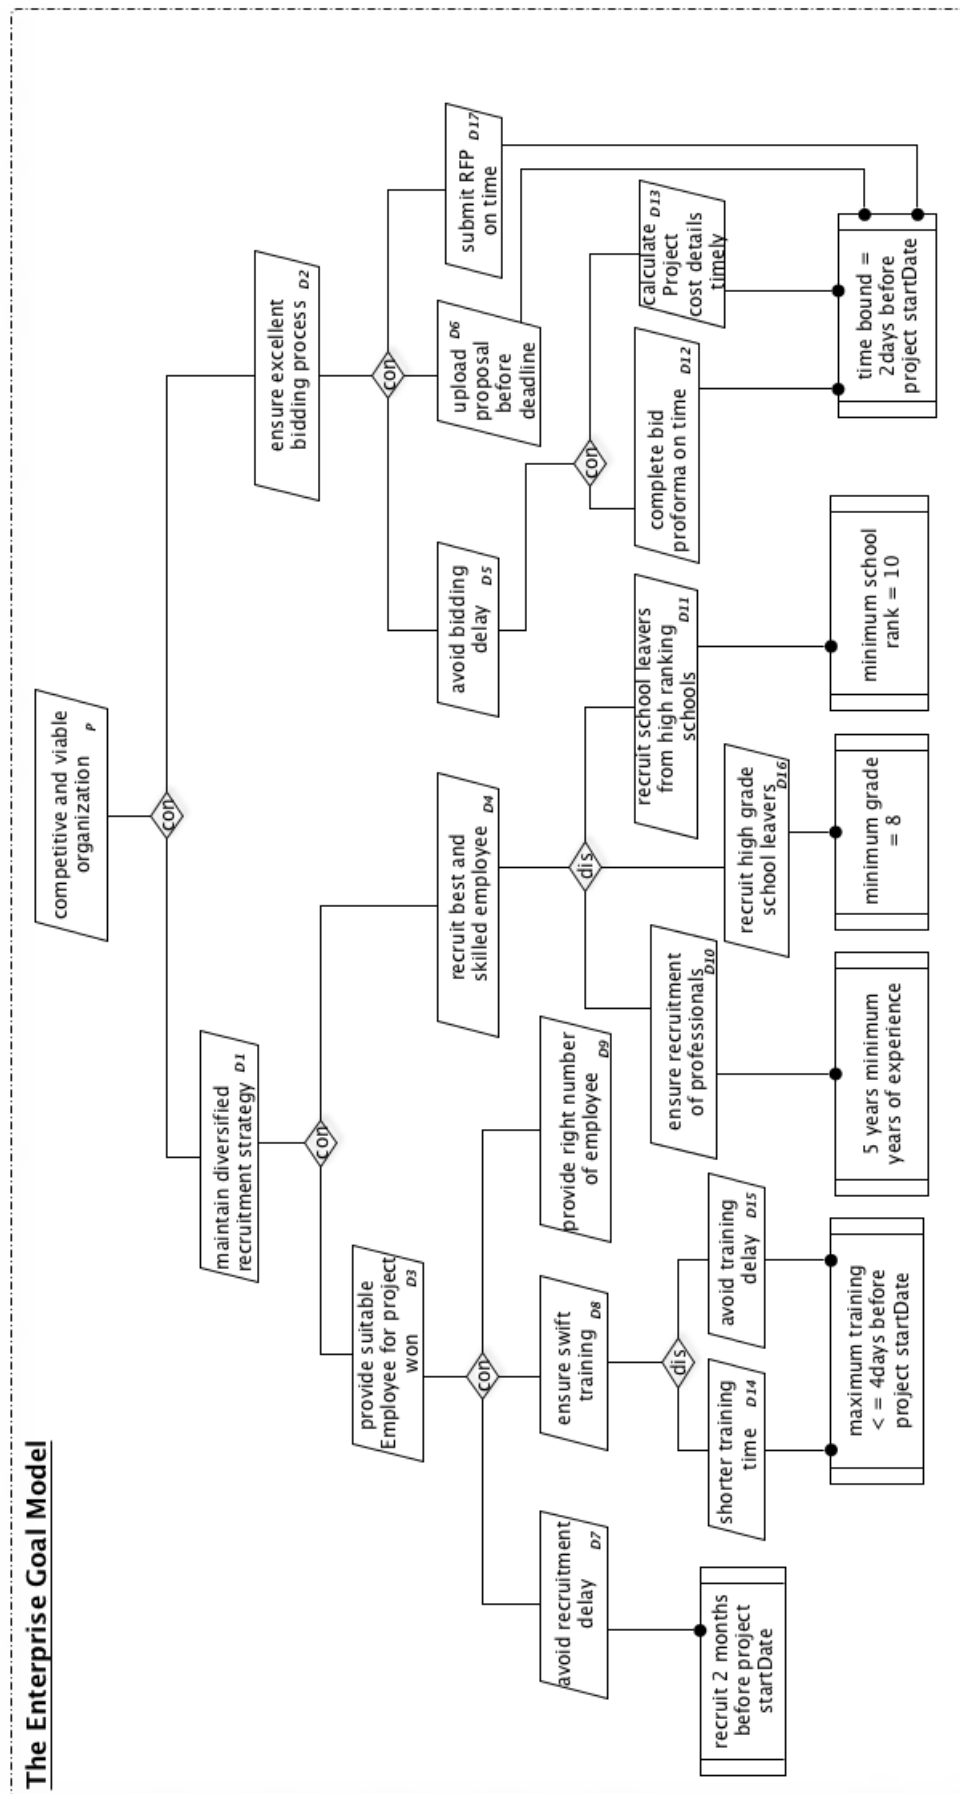 The Enterprise Goal Model
competitive and viable
organization
P
con
maintain diversified
recruitment strategy
D1
ensure excellent
bidding process
D2
con
con
provide suitable
Employee for project
won
D3
recruit best and
skilled employee
D4
avoid bidding
delay
D5
upload
proposal
before
deadline
D6
submit RFP
on time
D17
con
dis
con
avoid recruitment
delay
D7
ensure swift
training
D8
provide right number
of employee
D9
ensure recruitment
of professionals
D10
recruit high grade
school leavers
D16
recruit school leavers
from high ranking
schools
D11
complete bid
proforma on time
D12
calculate
Project
cost details
timely
D13
dis
shorter training
time
D14
avoid training
delay
D15
recruit 2 months
before project
startDate
maximum training
< = 4days before
project startDate
5 years minimum
years of experience
minimum grade
= 8
minimum school
rank = 10
time bound =
2days before
project startDate